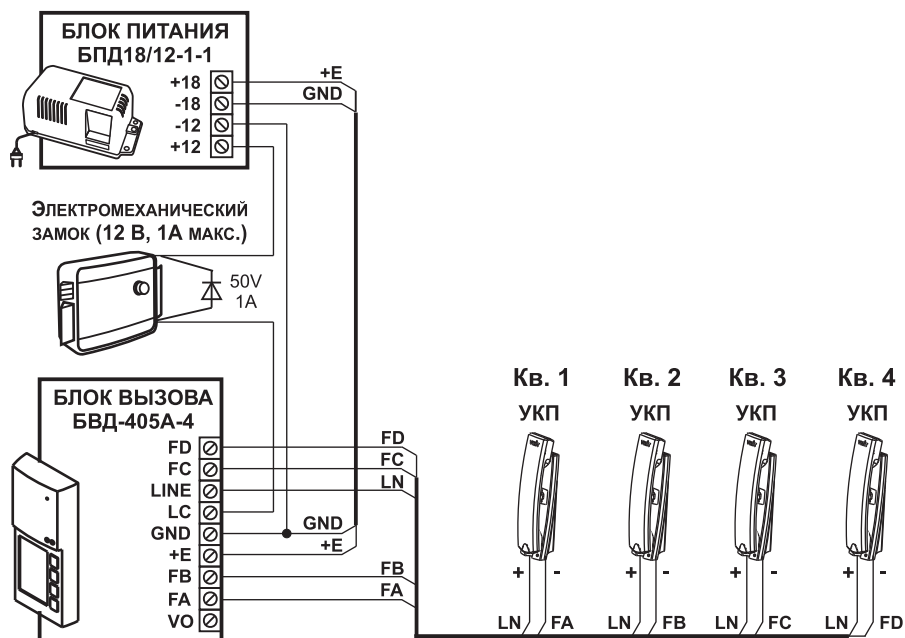 БЛОК ПИТАНИЯ
БПД18/12-1-1
+18
-18
-12
+12
+E
GND
ЭЛЕКТРОМЕХАНИЧЕСКИЙ
ЗАМОК (12 В, 1А МАКС.)
50V
1A
БЛОК ВЫЗОВА
БВД-405А-4
FD
FC
LINE
LC
GND
+E
FB
FA
VO
FD
FC
LN
GND
+E
FB
FA
Кв. 1
УКП
+ -
LN FA
Кв. 2
УКП
+ -
LN FB
Кв. 3
УКП
+ -
LN FC
Кв. 4
УКП
+ -
LN FD